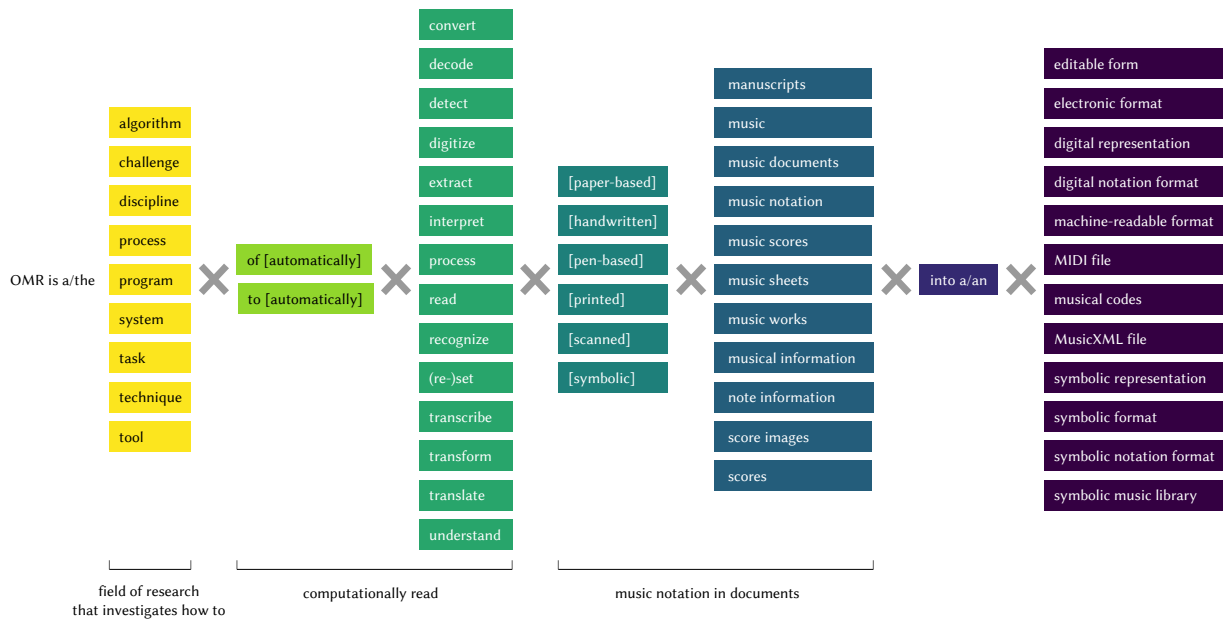 OMR is a/the
algorithm
challenge
discipline
process
program
system
task
technique
tool
of [automatically]
to [automatically]
convert
decode
detect
digitize
extract
interpret
process
read
recognize
(re-)set
transcribe
transform
translate
understand
[paper-based]
[handwritten]
[pen-based]
[printed]
[scanned]
[symbolic]
manuscripts
music
music documents
music notation
music scores
music sheets
music works
musical information
note information
score images
scores
into a/an
editable form
electronic format
digital representation
digital notation format
machine-readable format
MIDI file
musical codes
MusicXML file
symbolic representation
symbolic format
symbolic notation format
symbolic music library
field of research
that investigates how to
computationally read
music notation in documents